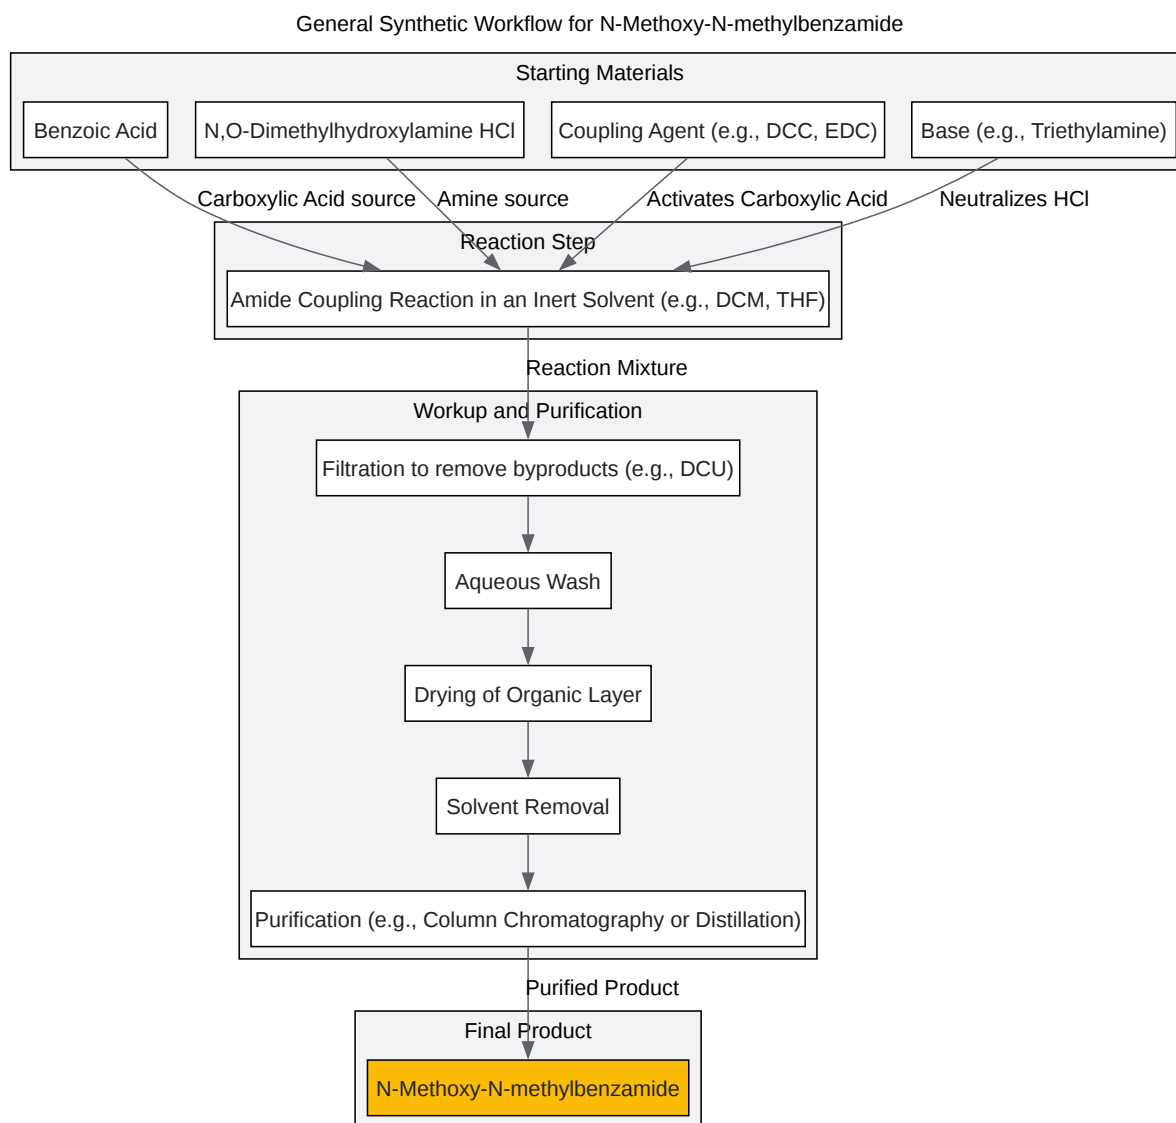 General Synthetic Workflow for N-Methoxy-N-methylbenzamide
Starting Materials
Benzoic Acid
N,O-Dimethylhydroxylamine HCl
Coupling Agent (e.g., DCC, EDC)
Base (e.g., Triethylamine)
Carboxylic Acid source
Amine source
Activates Carboxylic Acid
Neutralizes HCl
Reaction Step
Amide Coupling Reaction in an Inert Solvent (e.g., DCM, THF)
Reaction Mixture
Workup and Purification
Filtration to remove byproducts (e.g., DCU)
Aqueous Wash
Drying of Organic Layer
Solvent Removal
Purification (e.g., Column Chromatography or Distillation)
Purified Product
Final Product
N-Methoxy-N-methylbenzamide